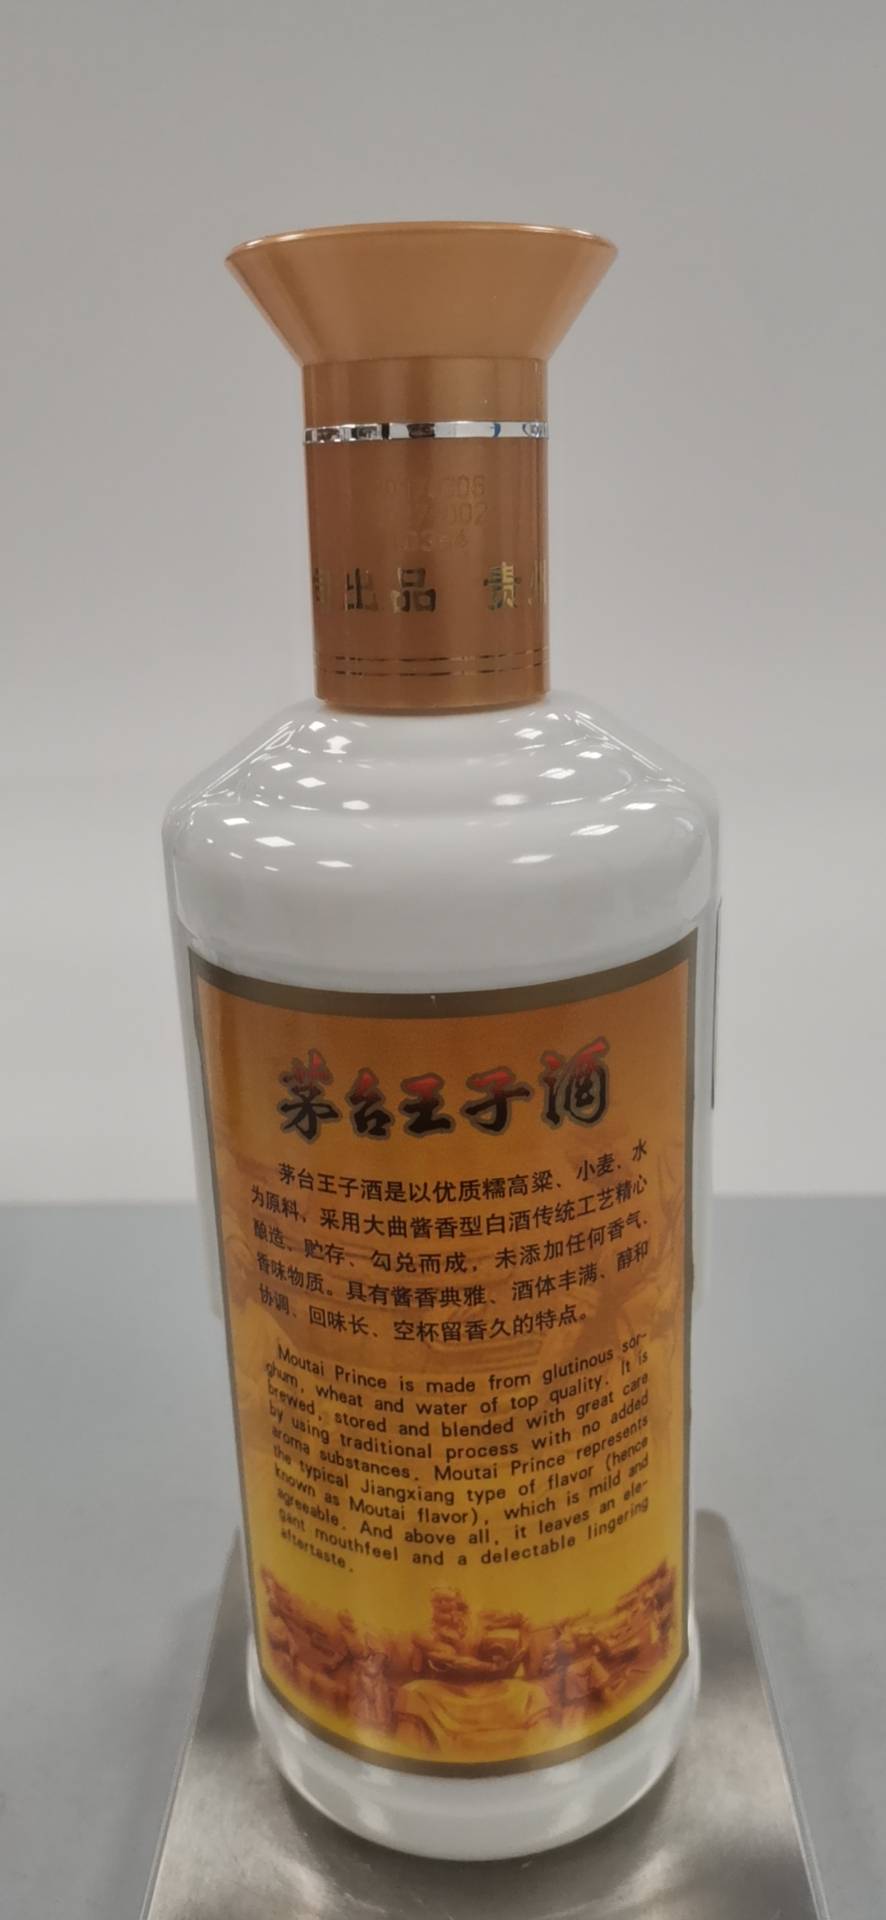 司出品 贵州
茅台王子酒
茅台王子酒是以优质糯高粱、小麦、水
为原料，采用大曲酱香型白酒传统工艺精心
酿造、贮存、勾兑而成，未添加任何香气、
香味物质。具有酱香典雅、酒体丰满、醇和
协调、回味长、空杯留香久的特点。
Moutai Prince is made from glutinous sor-
ghum, wheat and water of top quality. It is
brewed, stored and blended with great care
by using traditional process with no added
aroma substances. Moutai Prince represents
the typical Jiangxiang type of flavor (hence
known as Moutai flavor), which is mild and
agreeable. And above all, it leaves an ele-
gant mouthfeel and a delectable lingering
aftertaste.